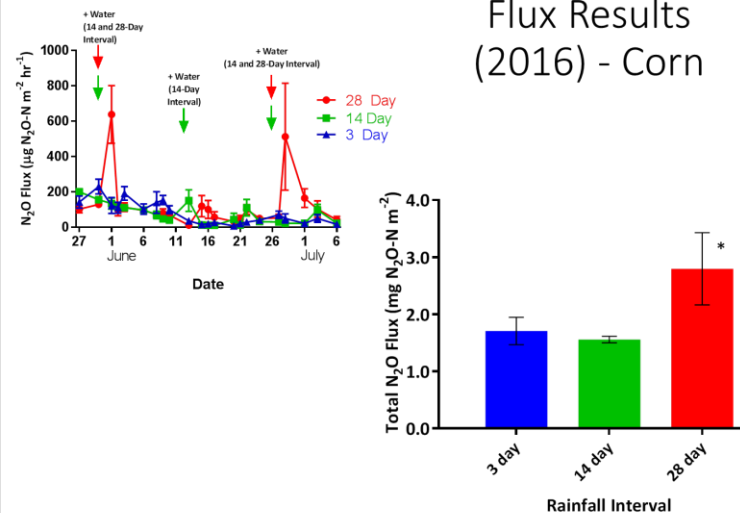 Flux Results
(2016) - Corn
+ Water
(14 and 28-Day
Interval)
+ Water
(14-Day
Interval)
+ Water
(14 and 28-Day Interval)
N₂O Flux (µg N₂O-N m⁻² hr⁻¹)
1000
800
600
400
200
0
28 Day
14 Day
3 Day
27 1 6 11 16 21 26 1 6
June July
Date
Total N₂O Flux (mg N₂O-N m⁻²)
4.0
3.0
2.0
1.0
0.0
*
3 day
14 day
28 day
Rainfall Interval